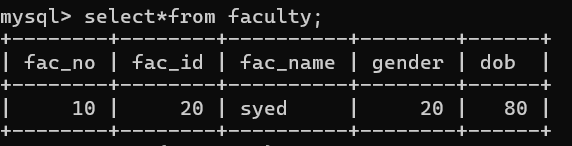 mysql> select*from faculty;
+--------+--------+----------+--------+------+
| fac_no | fac_id | fac_name | gender | dob  |
+--------+--------+----------+--------+------+
|     10 |     20 | syed     |     20 |   80 |
+--------+--------+----------+--------+------+